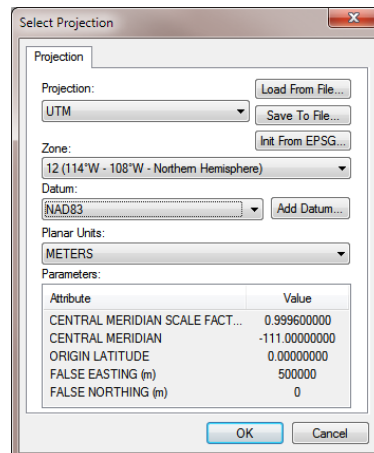 Select Projection
Projection
Projection:
Load From File...
UTM
Save To File...
Init From EPSG...
Zone:
12 (114°W - 108°W - Northern Hemisphere)
Datum:
NAD83
Add Datum...
Planar Units:
METERS
Parameters:
Attribute Value
CENTRAL MERIDIAN SCALE FACT... 0.999600000
CENTRAL MERIDIAN -111.00000000
ORIGIN LATITUDE 0.00000000
FALSE EASTING (m) 500000
FALSE NORTHING (m) 0
OK Cancel